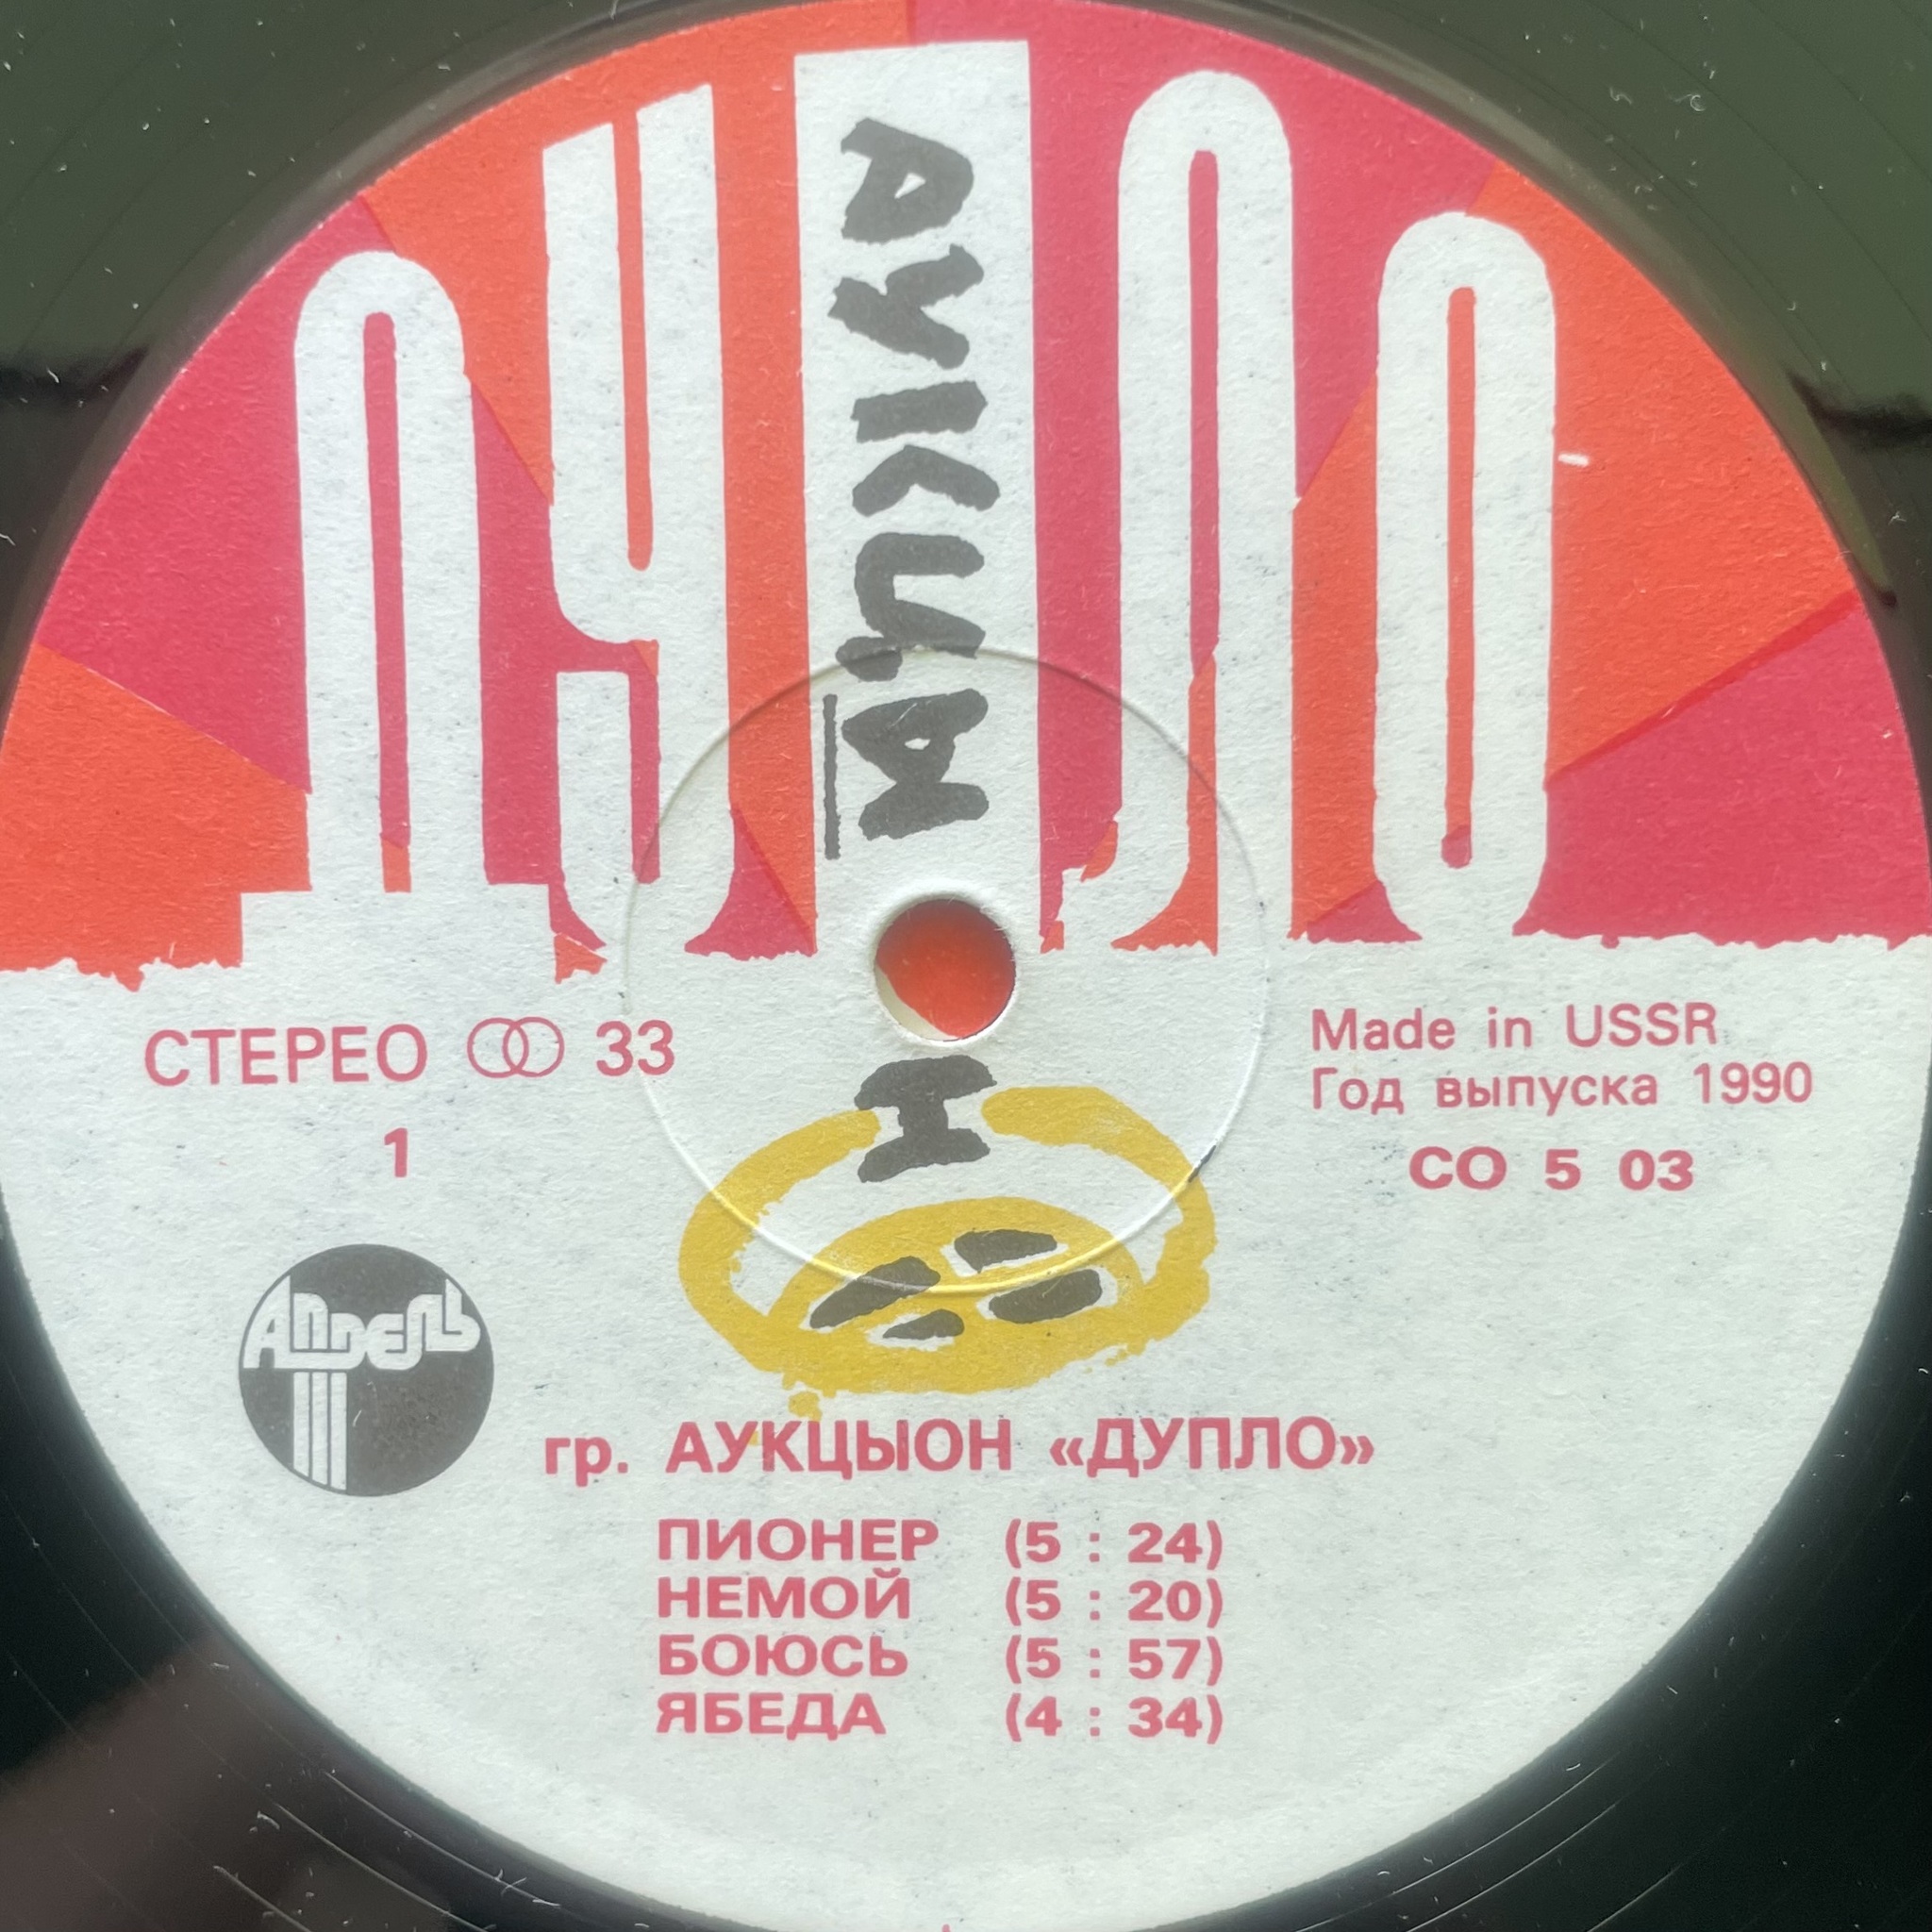 ДУПЛО
АУКЦЫОН
СТЕРЕО 33
1
Made in USSR
Год выпуска 1990
СО 5 03
АПРЕЛЬ
гр. АУКЦЫОН «ДУПЛО»
ПИОНЕР (5 : 24)
НЕМОЙ (5 : 20)
БОЮСЬ (5 : 57)
ЯБЕДА (4 : 34)